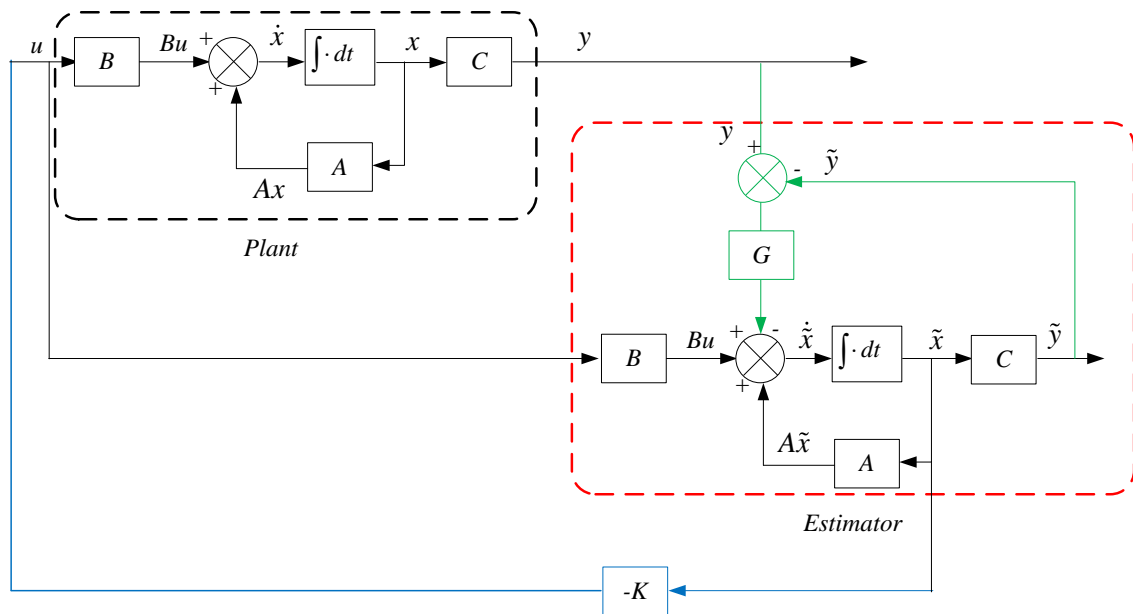 u
B
Bu
+
+
ẋ
∫· dt
x
C
y
A
Ax
Plant
y
+
-
ỹ
G
B
Bu
+
-
+
x̃̇
∫· dt
x̃
C
ỹ
Ax̃
A
Estimator
-K